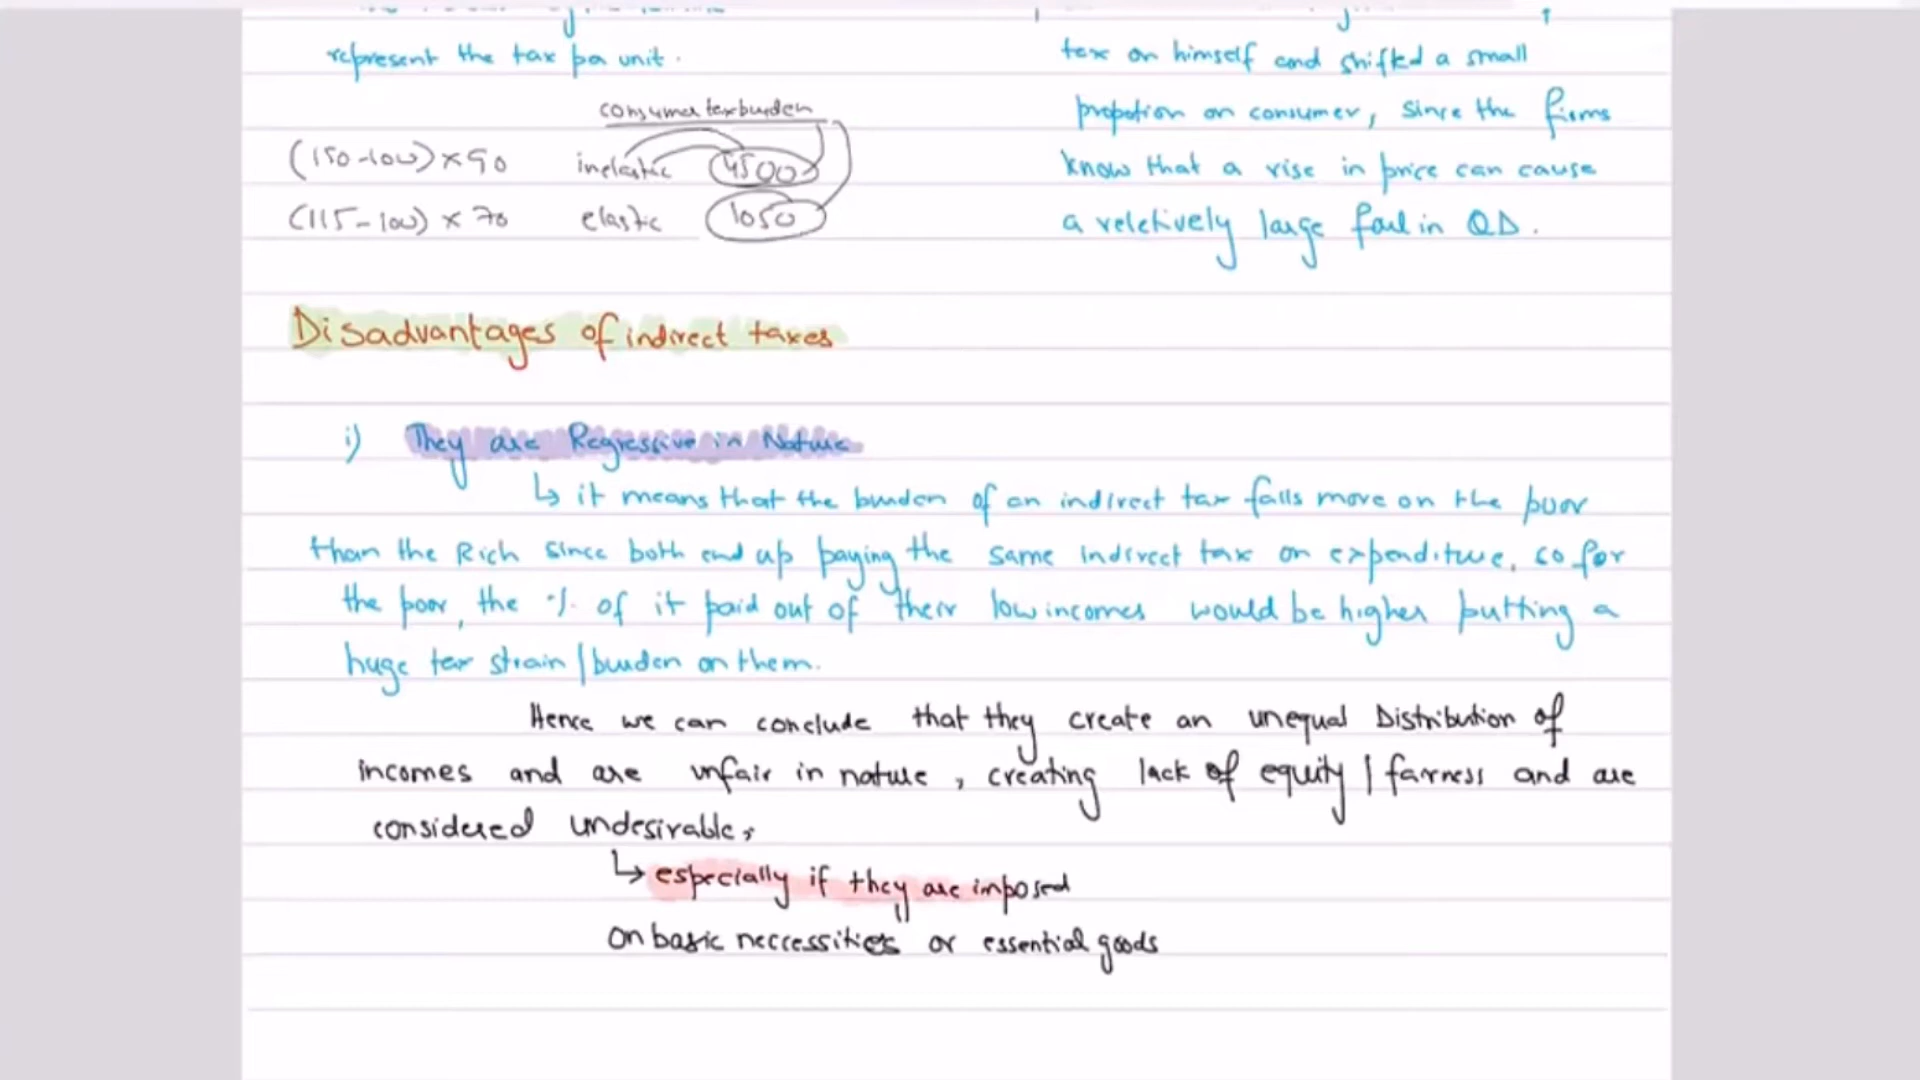 represent the tax pa unit.
consumer tax burden
(150-100) × 90 inelastic 4500
(115-100) × 70 elastic 1050
tax on himself and shifted a small
propotion on consumer, since the firms
know that a rise in price can cause
a reletively large fall in QD.
Disadvantages of indirect taxes
i) They are Regressive in Nature
↳ it means that the burden of an indirect tax falls more on the poor
than the Rich since both end up paying the same indirect tax on expenditure, so for
the poor, the % of it paid out of their low incomes would be higher putting a
huge tax strain / burden on them.
Hence we can conclude that they create an unequal Distribution of
incomes and are unfair in nature, creating lack of equity / fairness and are
considered undesirable,
↳ especially if they are imposed
on basic neccessities or essential goods